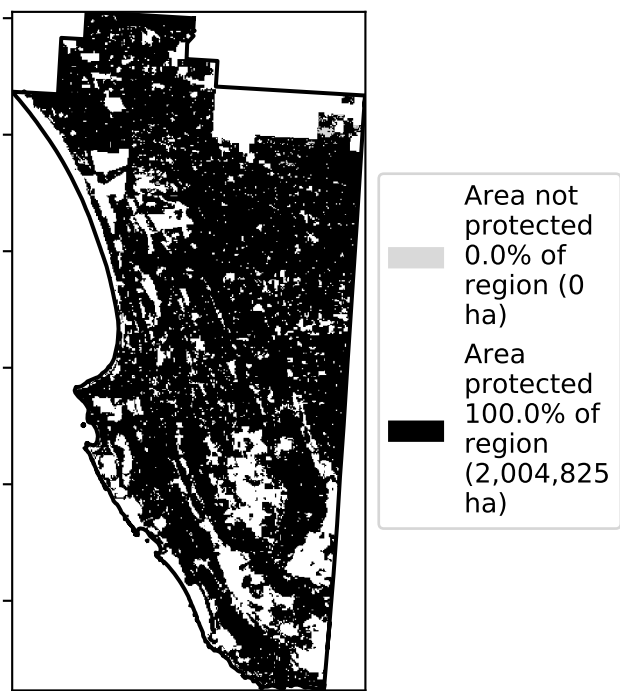 Area not
protected
0.0% of
region (0
ha)
Area
protected
100.0% of
region
(2,004,825
ha)